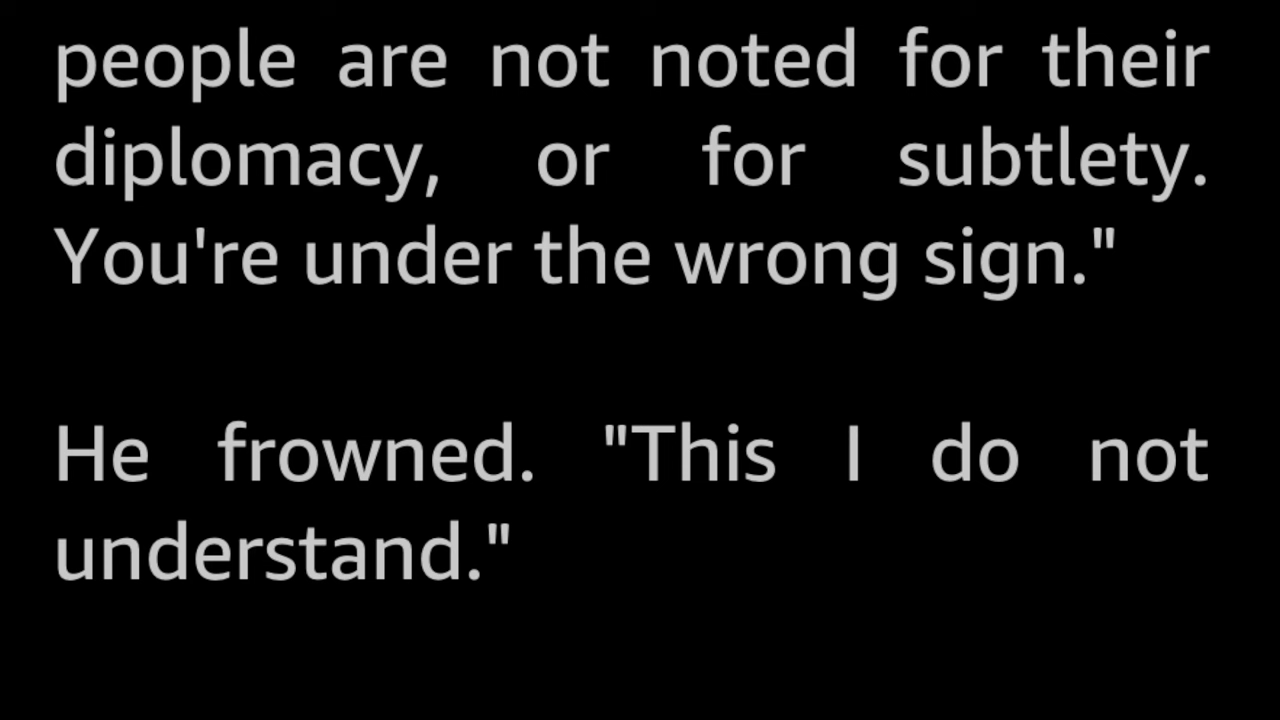 people are not noted for their
diplomacy, or for subtlety.
You're under the wrong sign."
He frowned. "This I do not
understand."